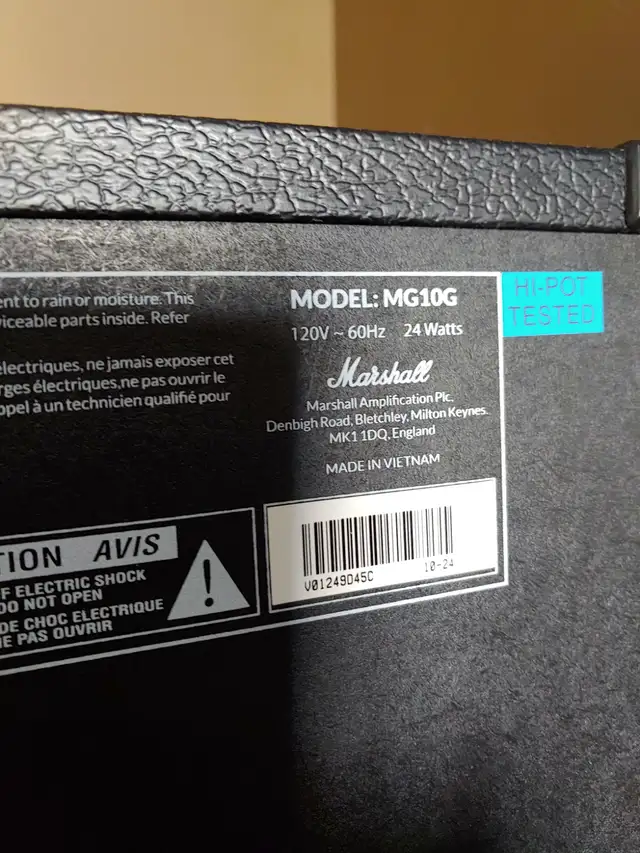 ent to rain or moisture. This
viceable parts inside. Refer
électriques, ne jamais exposer cet
rges électriques,ne pas ouvrir le
ppel à un technicien qualifié pour
MODEL: MG10G
120V ~ 60Hz 24 Watts
Marshall
Marshall Amplification Plc.
Denbigh Road, Bletchley, Milton Keynes.
MK1 1DQ, England
MADE IN VIETNAM
HI-POT
TESTED
TION AVIS
F ELECTRIC SHOCK
DO NOT OPEN
DE CHOC ELECTRIQUE
NE PAS OUVRIR
V01249D45C 10-24